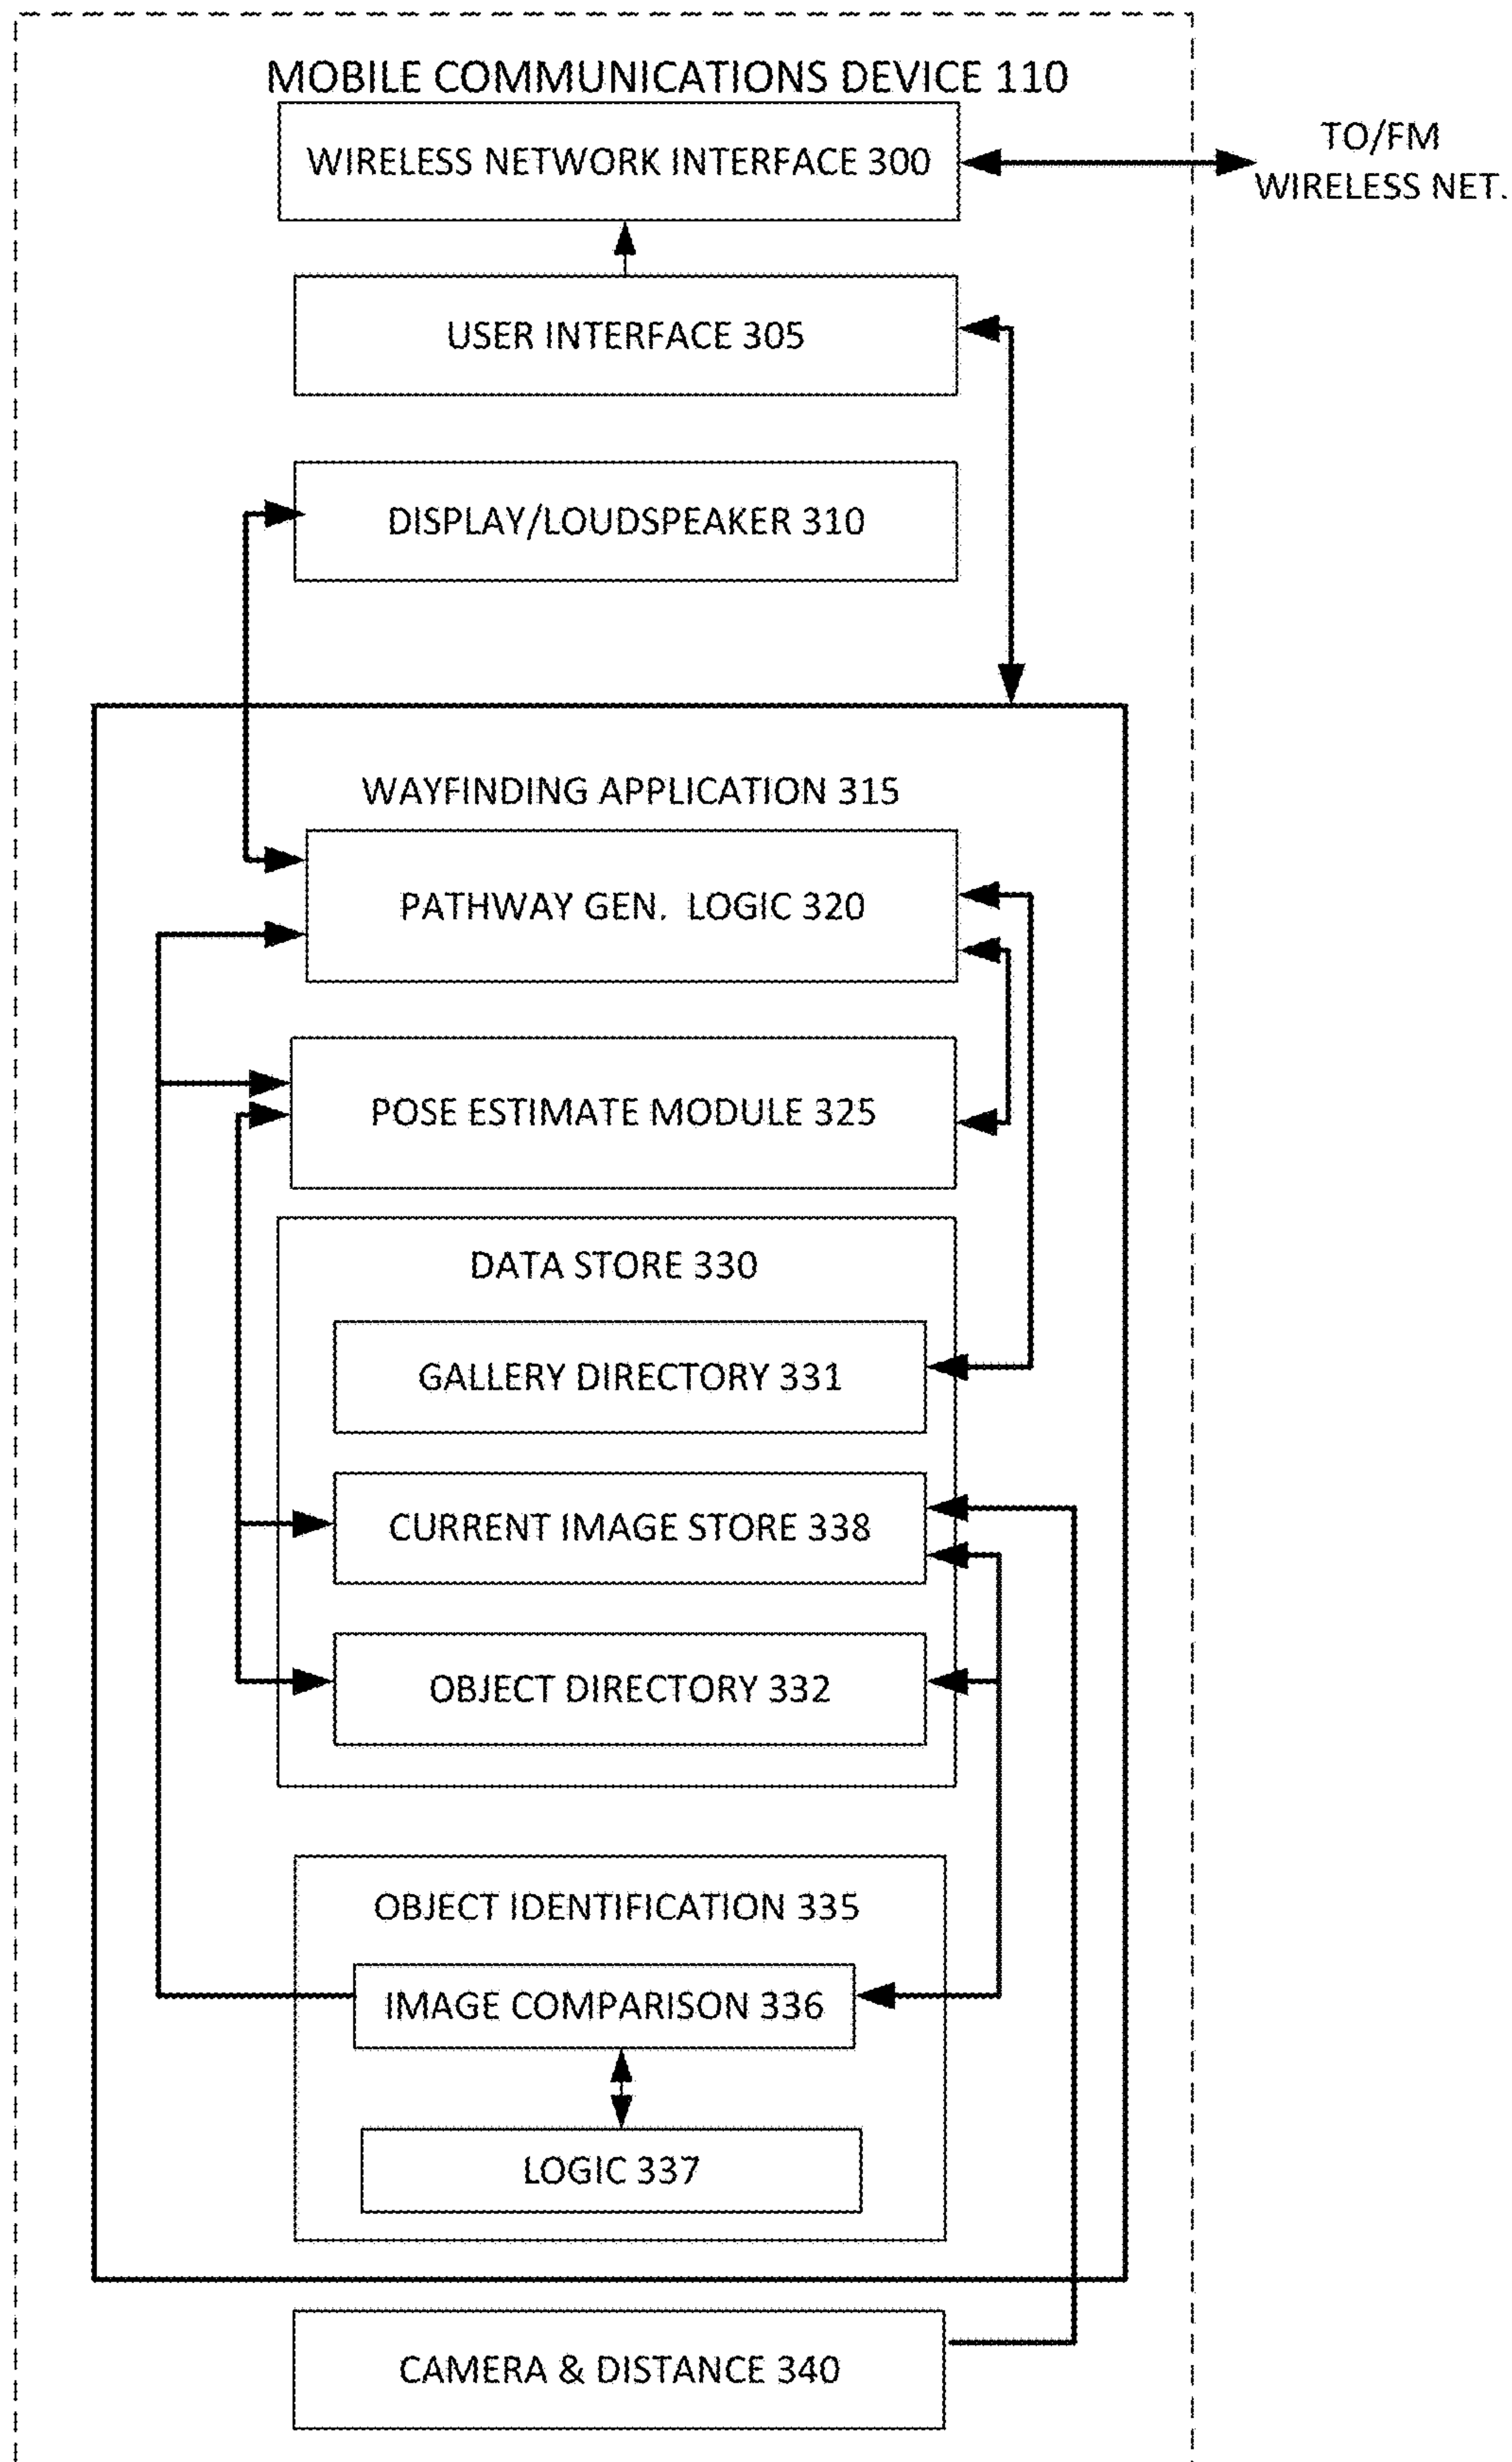 MOBILE COMMUNICATIONS DEVICE 110
WIRELESS NETWORK INTERFACE 300
TO/FM
WIRELESS NET.
USER INTERFACE 305
DISPLAY/LOUDSPEAKER 310
WAYFINDING APPLICATION 315
PATHWAY GEN. LOGIC 320
POSE ESTIMATE MODULE 325
DATA STORE 330
GALLERY DIRECTORY 331
CURRENT IMAGE STORE 338
OBJECT DIRECTORY 332
OBJECT IDENTIFICATION 335
IMAGE COMPARISON 336
LOGIC 337
CAMERA & DISTANCE 340